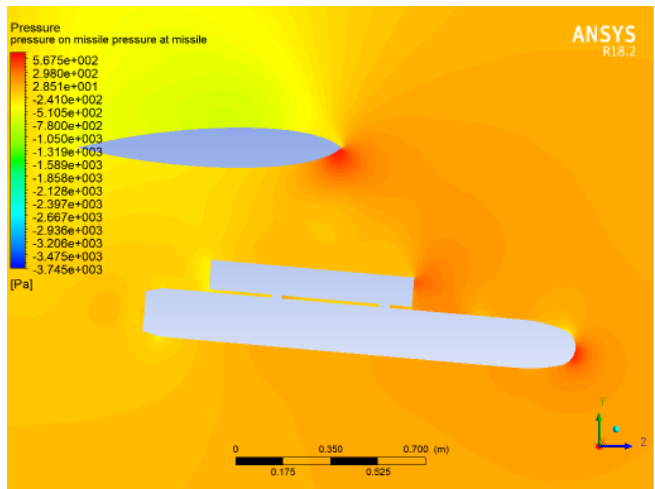 Pressure
pressure on missile pressure at missile
ANSYS
R18.2
5.675e+002
2.980e+002
2.851e+001
-2.410e+002
-5.105e+002
-7.800e+002
-1.050e+003
-1.319e+003
-1.589e+003
-1.858e+003
-2.128e+003
-2.397e+003
-2.667e+003
-2.936e+003
-3.206e+003
-3.475e+003
-3.745e+003
[Pa]
Y
Z
0 0.350 0.700 (m)
0.175 0.525